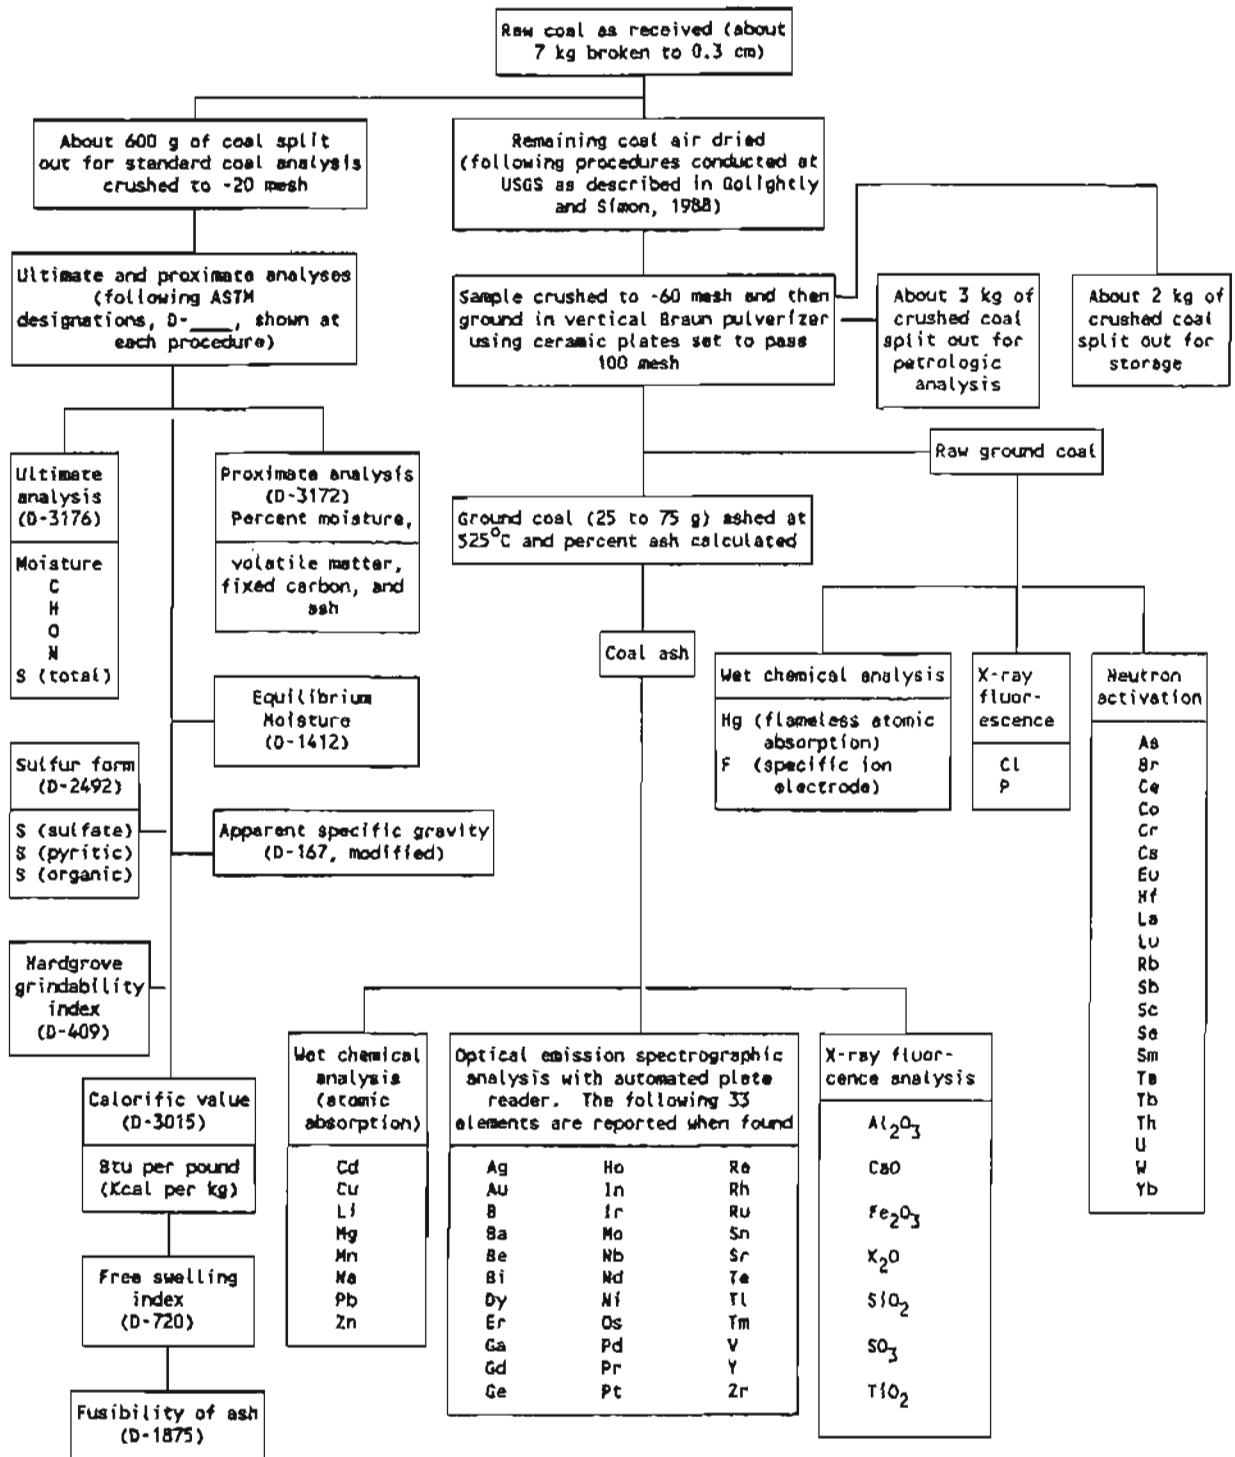 Raw coal as received (about
7 kg broken to 0.3 cm)
About 600 g of coal split
out for standard coal analysis
crushed to -20 mesh
Remaining coal air dried
(following procedures conducted at
USGS as described in Golightly
and Simon, 1988)
Ultimate and proximate analyses
(following ASTM
designations, D-____, shown at
each procedure)
Sample crushed to -60 mesh and then
ground in vertical Braun pulverizer
using ceramic plates set to pass
100 mesh
About 3 kg of
crushed coal
split out for
petrologic
analysis
About 2 kg of
crushed coal
split out for
storage
Raw ground coal
Ultimate
analysis
(D-3176)
Moisture
C
H
O
N
S (total)
Proximate analysis
(D-3172)
Percent moisture,
volatile matter,
fixed carbon, and
ash
Ground coal (25 to 75 g) ashed at
525°C and percent ash calculated
Coal ash
Equilibrium
Moisture
(D-1412)
Sulfur form
(D-2492)
S (sulfate)
S (pyritic)
S (organic)
Apparent specific gravity
(D-167, modified)
Hardgrove
grindability
index
(D-409)
Calorific value
(D-3015)
Btu per pound
(Kcal per kg)
Free swelling
index
(D-720)
Fusibility of ash
(D-1875)
Wet chemical analysis
Hg (flameless atomic
absorption)
F (specific ion
electrode)
X-ray
fluor-
escence
Cl
P
Neutron
activation
As
Br
Ce
Co
Cr
Cs
Eu
Hf
La
Lu
Rb
Sb
Sc
Se
Sm
Ta
Tb
Th
U
W
Yb
Wet chemical
analysis
(atomic
absorption)
Cd
Cu
Li
Mg
Mn
Na
Pb
Zn
Optical emission spectrographic
analysis with automated plate
reader. The following 33
elements are reported when found
Ag Ho Re
Au In Rh
B Ir Ru
Ba Mo Sn
Be Nb Sr
Bi Nd Te
Dy Ni Tl
Er Os Tm
Ga Pd V
Gd Pr Y
Ge Pt Zr
X-ray fluor-
cence analysis
Al₂O₃
CaO
Fe₂O₃
K₂O
SiO₂
SO₃
TiO₂